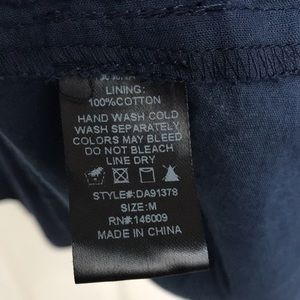 LINING:
100%COTTON
HAND WASH COLD
WASH SEPARATELY
COLORS MAY BLEED
DO NOT BLEACH
LINE DRY
STYLE#:DA91378
SIZE:M
RN#:146009
MADE IN CHINA